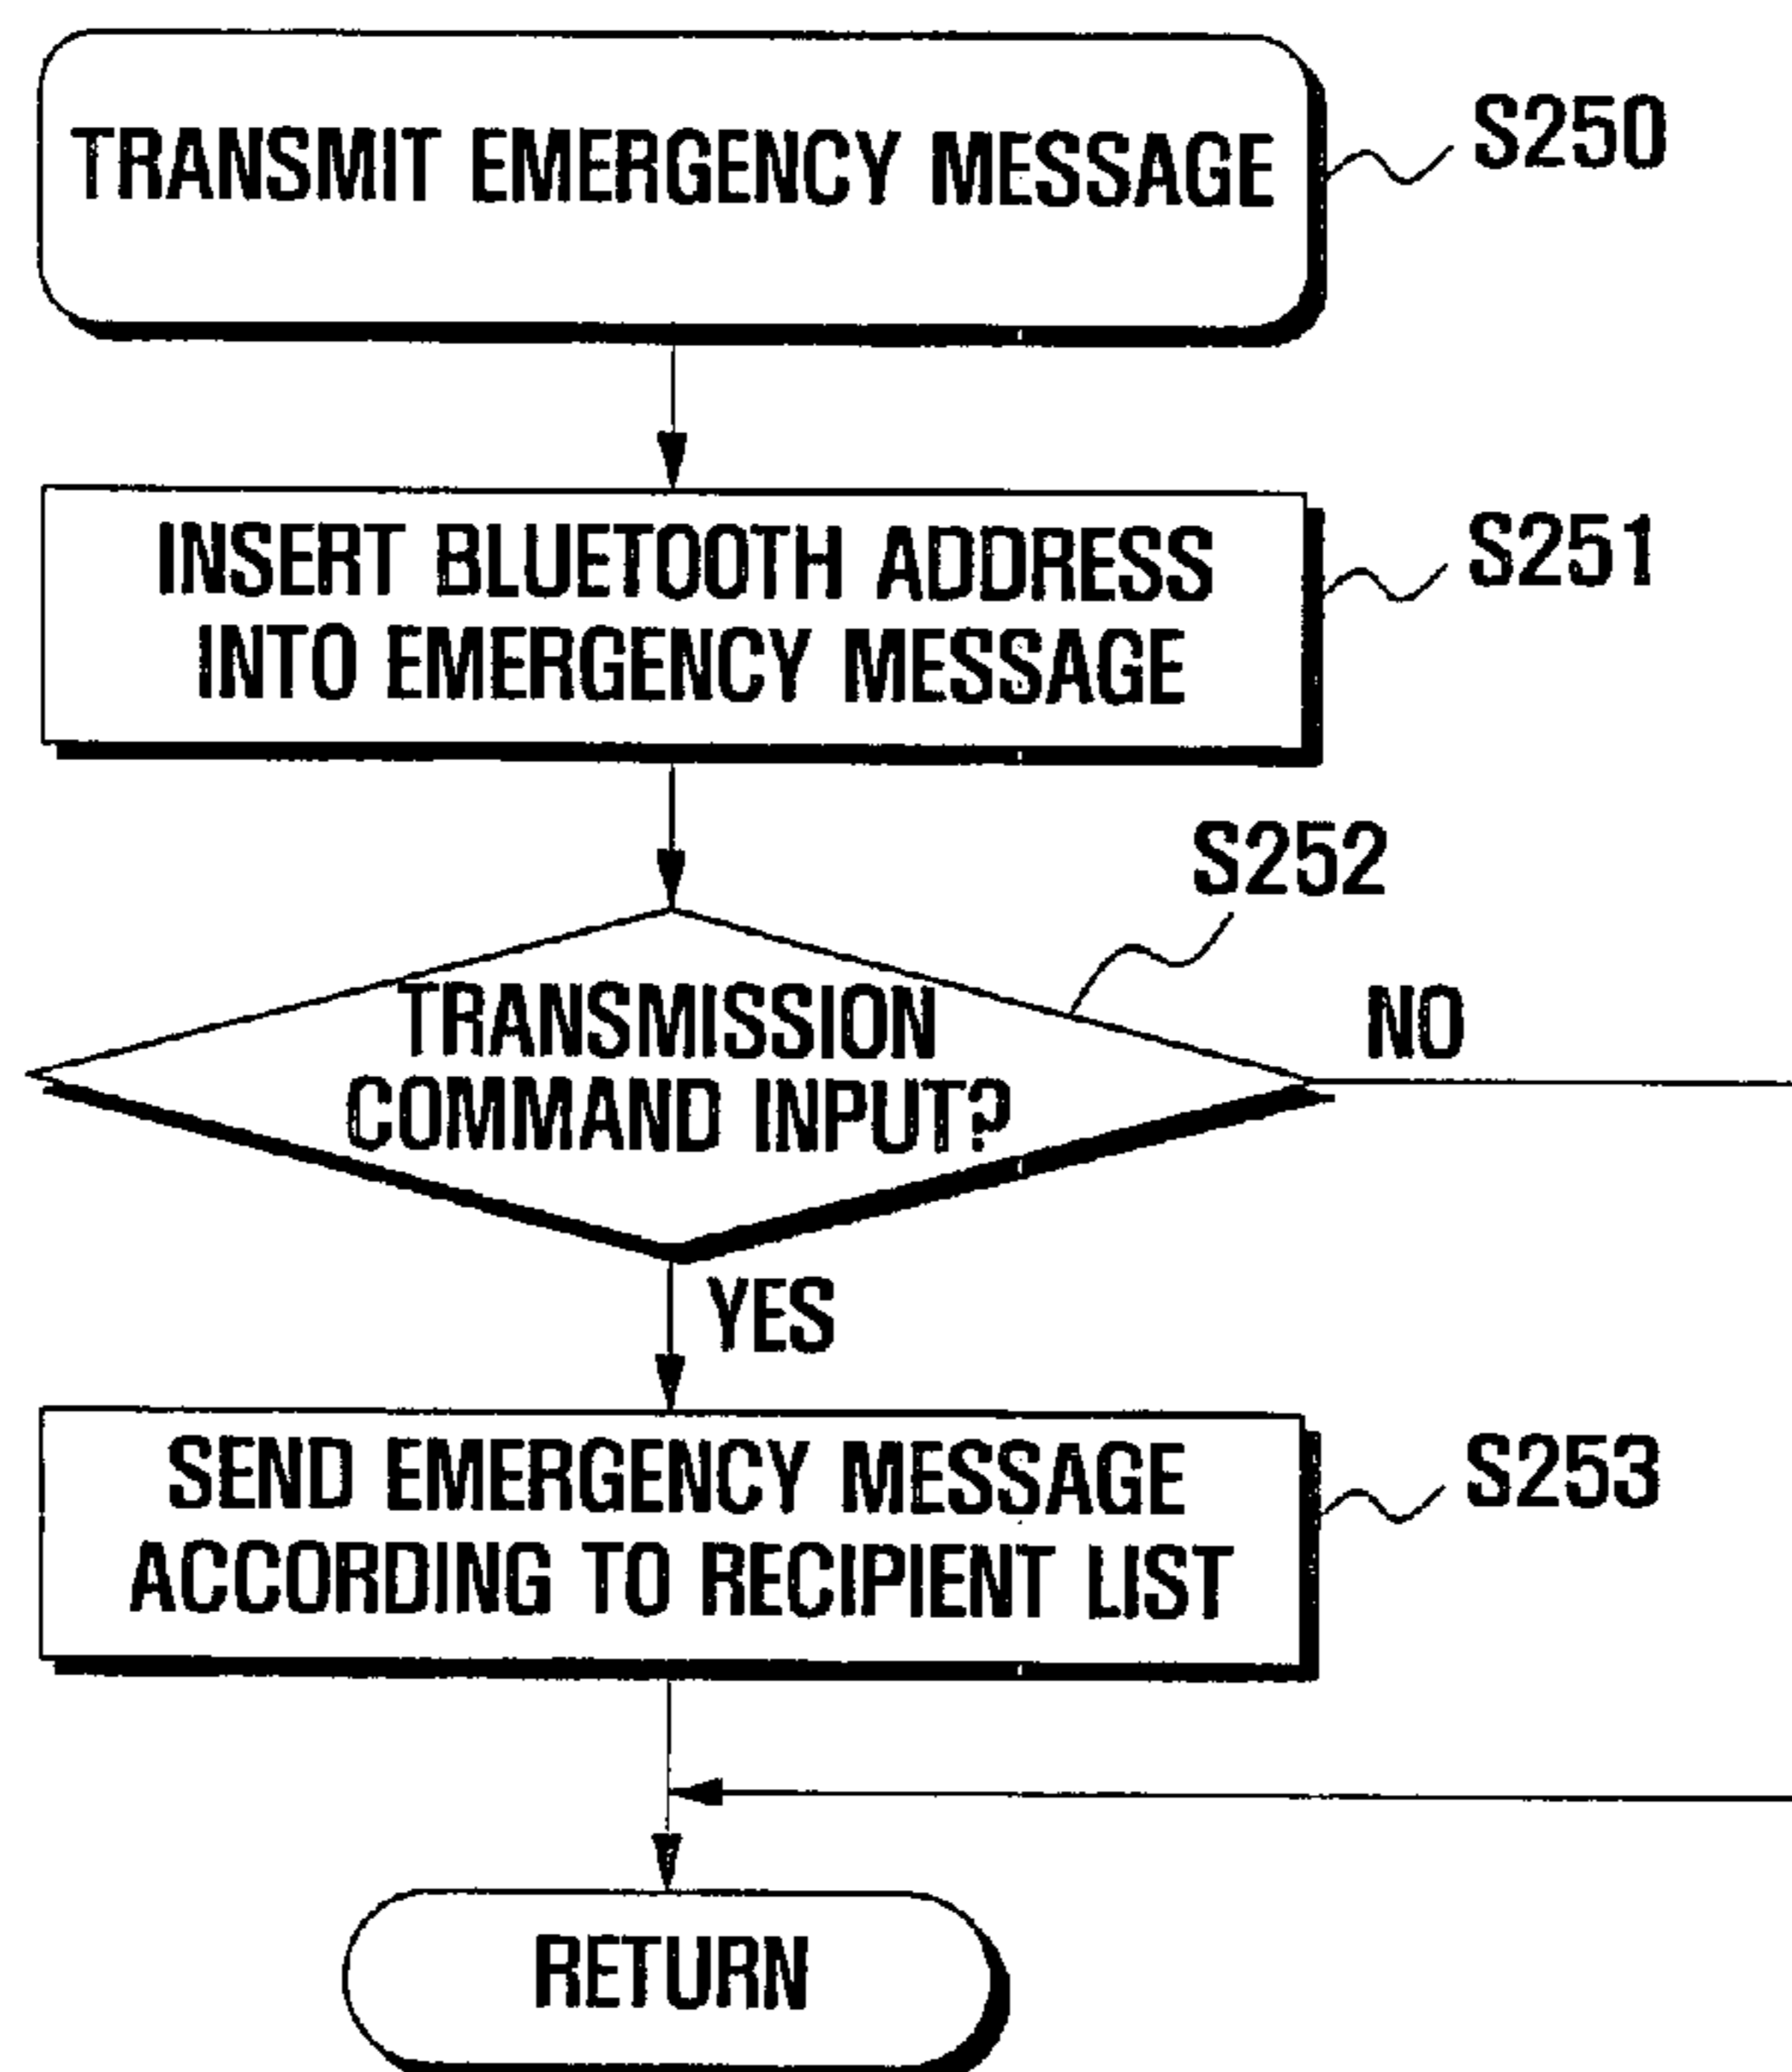 TRANSMIT EMERGENCY MESSAGE
S250
INSERT BLUETOOTH ADDRESS
INTO EMERGENCY MESSAGE
S251
S252
TRANSMISSION
COMMAND INPUT?
NO
YES
SEND EMERGENCY MESSAGE
ACCORDING TO RECIPIENT LIST
S253
RETURN